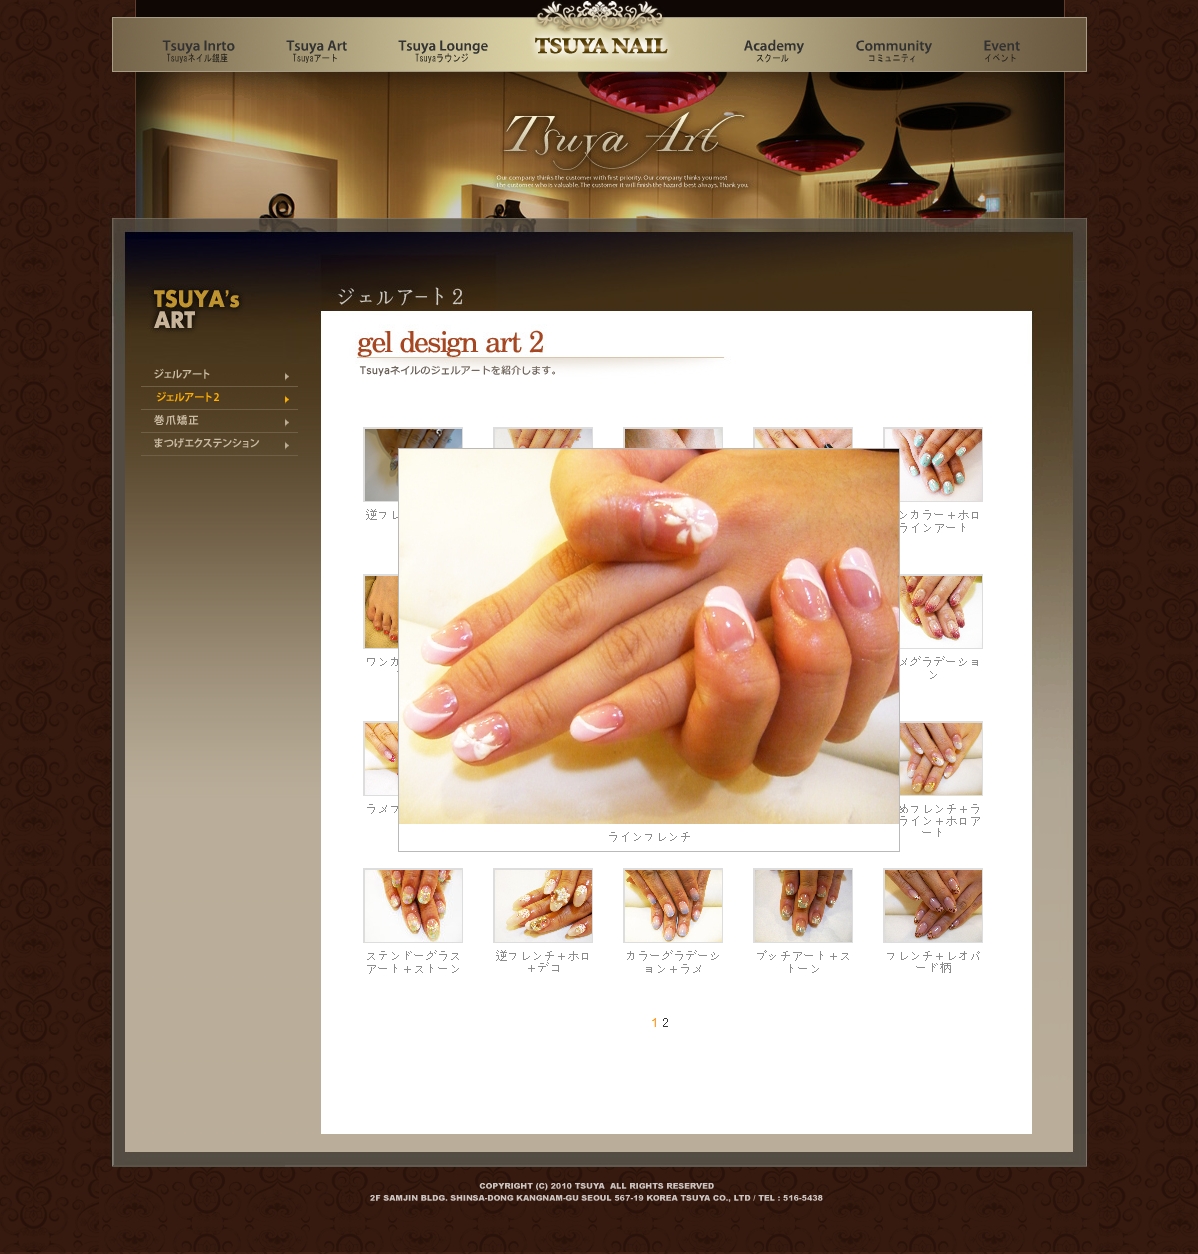 Tsuya Inrto
Tsuya Art
Tsuya Lounge
TSUYA NAIL
Academy
Community
Event
Tsuyaネイル銀座
Tsuyaアート
Tsuyaラウンジ
スクール
コミュニティ
イベント
Tsuya Art
Our company thinks the customer with first priority. Our company thinks you most
the customer who is valuable. The customer it will finish the hazard best always, Thank you.
TSUYA's
ART
ジェルアート
ジェルアート2
巻爪矯正
まつげエクステンション
ジェルアート 2
gel design art 2
Tsuyaネイルのジェルアートを紹介します。
逆フレ
ンカラー＋ホロ
ラインアート
ワンカ
メグラデーショ
ン
ラメフ
めフレンチ＋ラ
ライン＋ホロア
ート
ラインフレンチ
ステンドーグラス
アート＋ストーン
逆フレンチ＋ホロ
＋デコ
カラーグラデーシ
ョン＋ラメ
プッチアート＋ス
トーン
フレンチ＋レオパ
ード柄
1 2
COPYRIGHT (C) 2010 TSUYA ALL RIGHTS RESERVED
2F SAMJIN BLDG. SHINSA-DONG KANGNAM-GU SEOUL 567-19 KOREA TSUYA CO., LTD / TEL : 516-5438